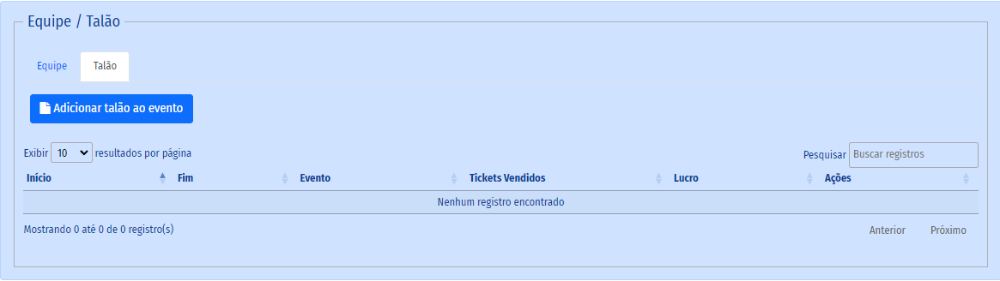 Equipe / Talão
Equipe Talão
Adicionar talão ao evento
Exibir 10 resultados por página Pesquisar Buscar registros
Início Fim Evento Tickets Vendidos Lucro Ações
Nenhum registro encontrado
Mostrando 0 até 0 de 0 registro(s) Anterior Próximo